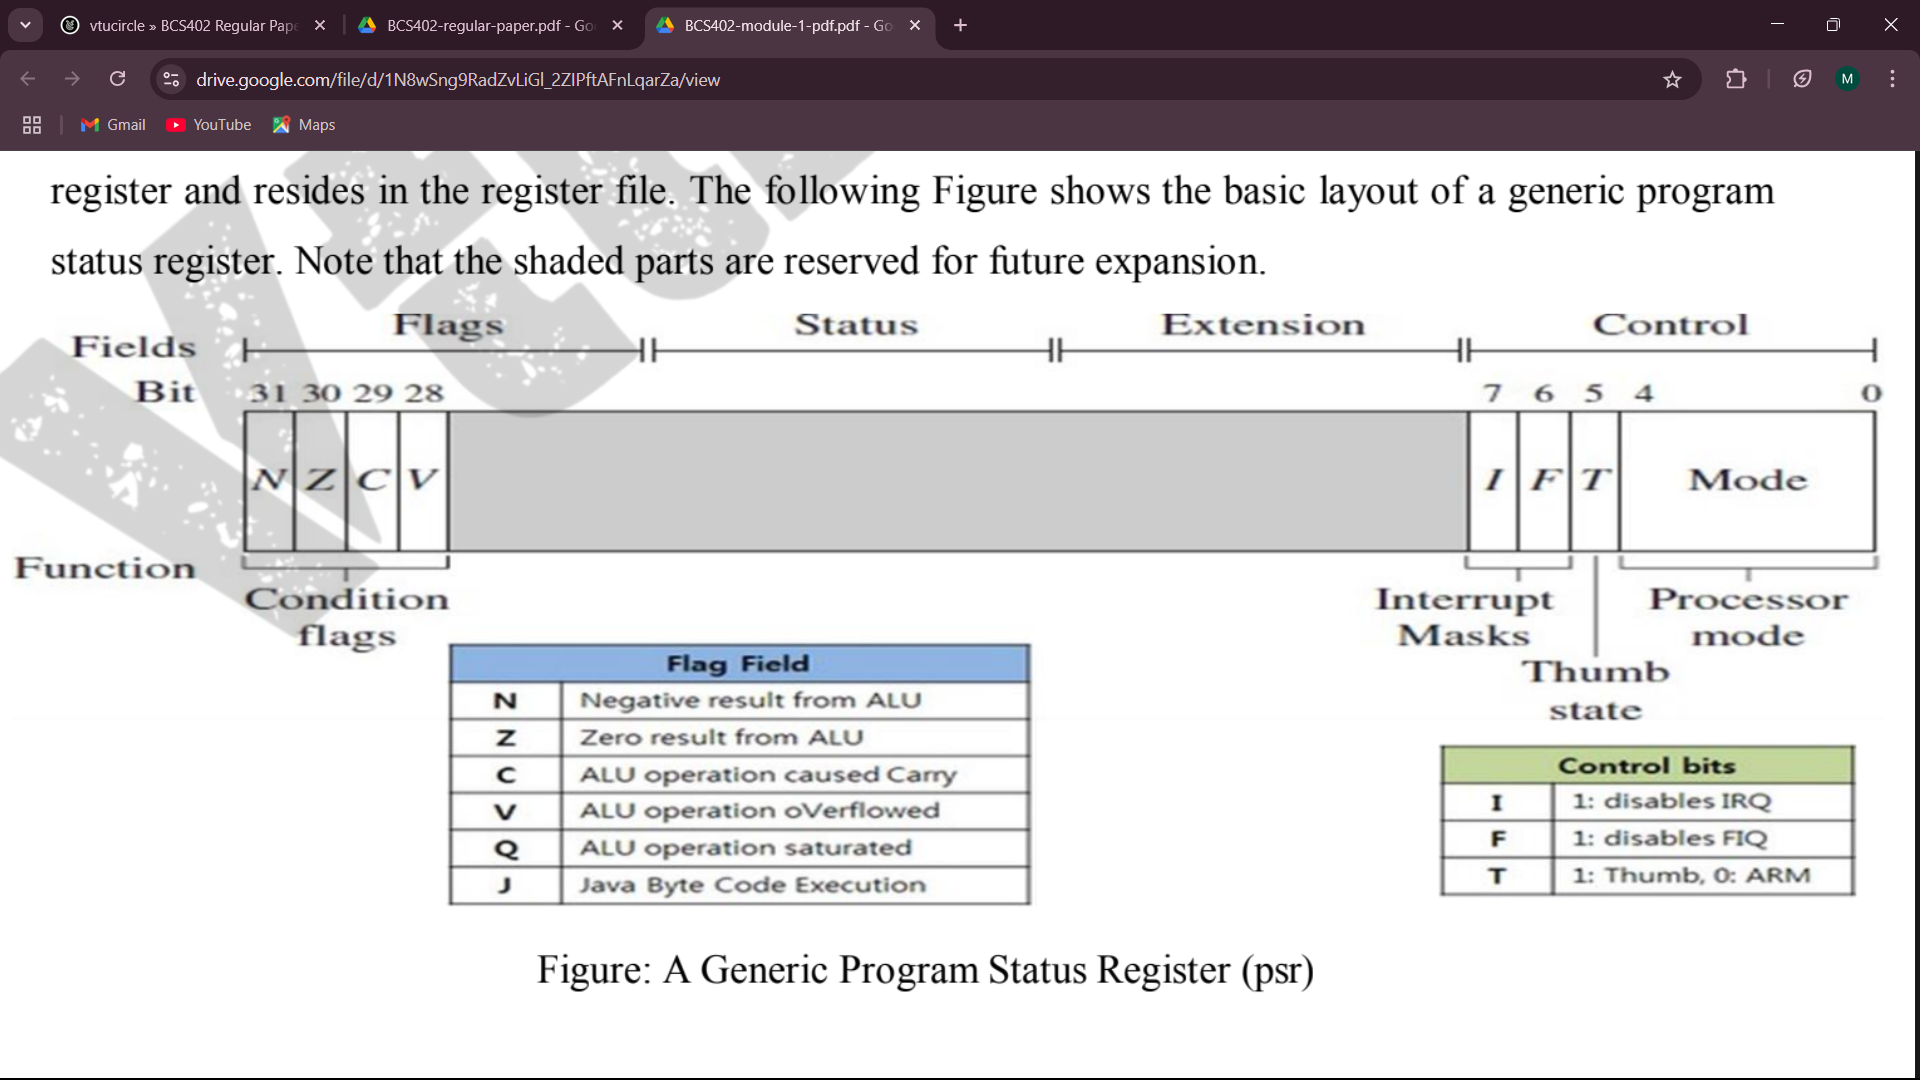 vtucircle » BCS402 Regular Pape
BCS402-regular-paper.pdf - Goo
BCS402-module-1-pdf.pdf - Go
drive.google.com/file/d/1N8wSng9RadZvLiGl_2ZIPftAFnLqarZa/view
M
Gmail
YouTube
Maps
register and resides in the register file. The following Figure shows the basic layout of a generic program
status register. Note that the shaded parts are reserved for future expansion.
Fields Flags Status Extension Control
Bit 31 30 29 28 7 6 5 4 0
N Z C V I F T Mode
Function
Condition
flags
Interrupt
Masks
Thumb
state
Processor
mode
Flag Field
N Negative result from ALU
Z Zero result from ALU
C ALU operation caused Carry
V ALU operation oVerflowed
Q ALU operation saturated
J Java Byte Code Execution
Control bits
I 1: disables IRQ
F 1: disables FIQ
T 1: Thumb, 0: ARM
Figure: A Generic Program Status Register (psr)